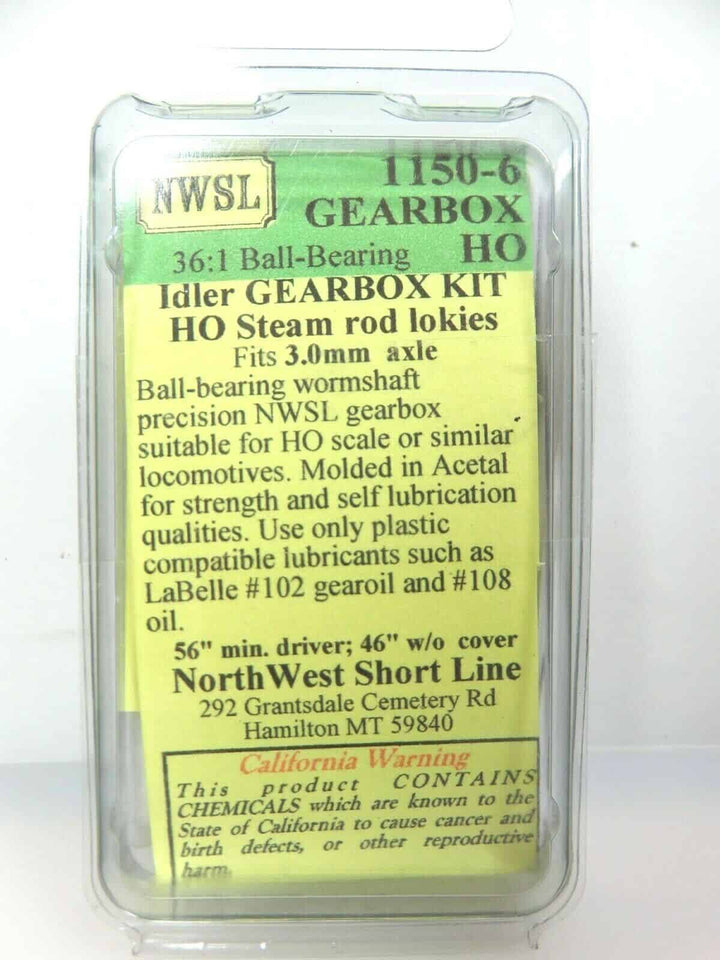 NWSL
1150-6
GEARBOX
36:1 Ball-Bearing HO
Idler GEARBOX KIT
HO Steam rod lokies
Fits 3.0mm axle
Ball-bearing wormshaft
precision NWSL gearbox
suitable for HO scale or similar
locomotives. Molded in Acetal
for strength and self lubrication
qualities. Use only plastic
compatible lubricants such as
LaBelle #102 gearoil and #108
oil.
56" min. driver; 46" w/o cover
NorthWest Short Line
292 Grantsdale Cemetery Rd
Hamilton MT 59840
California Warning
This product CONTAINS
CHEMICALS which are known to the
State of California to cause cancer and
birth defects, or other reproductive
harm.